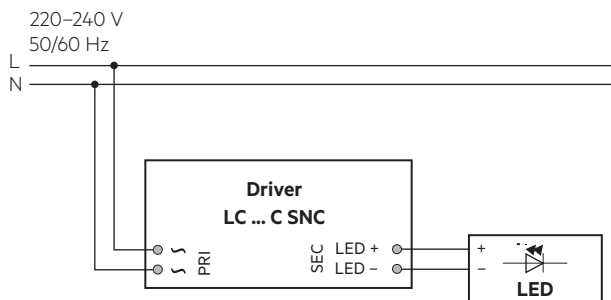 220–240 V
50/60 Hz
L
N
Driver
LC ... C SNC
~ PRI SEC LED + +
~ LED – –
LED